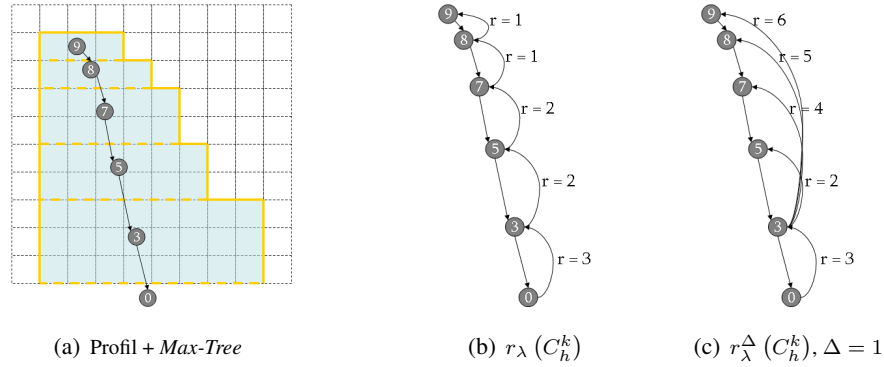 9
8
7
5
3
0
9
8
7
5
3
0
r = 1
r = 1
r = 2
r = 2
r = 3
9
8
7
5
3
0
r = 6
r = 5
r = 4
r = 2
r = 3
(a) Profil + Max-Tree
(b) r_λ (C_h^k)
(c) r_λ^Δ (C_h^k), Δ = 1